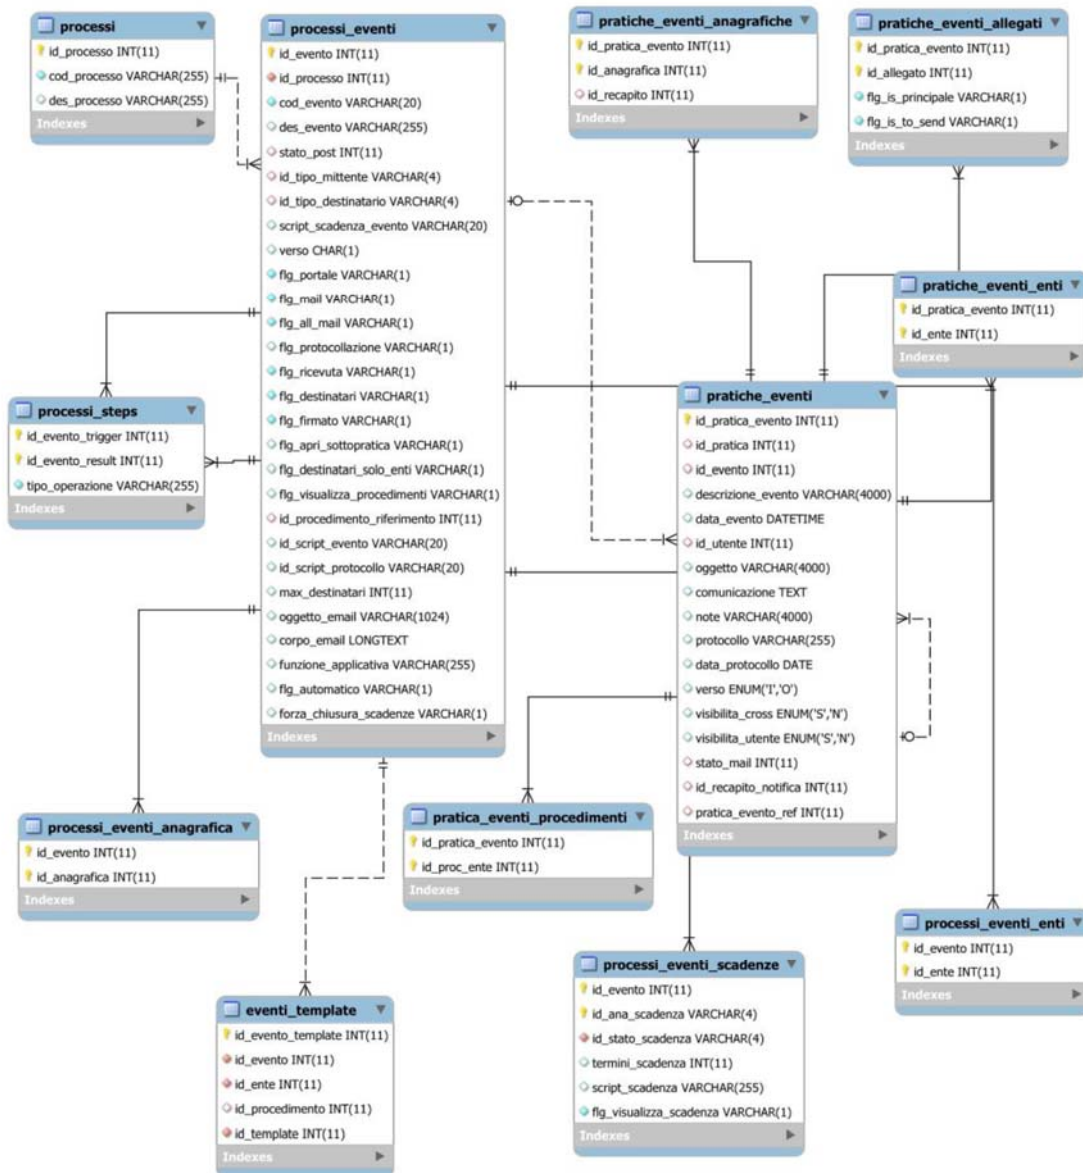 processi
id_processo INT(11)
cod_processo VARCHAR(255)
des_processo VARCHAR(255)
Indexes
processi_eventi
id_evento INT(11)
id_processo INT(11)
cod_evento VARCHAR(20)
des_evento VARCHAR(255)
stato_post INT(11)
id_tipo_mittente VARCHAR(4)
id_tipo_destinatario VARCHAR(4)
script_scadenza_evento VARCHAR(20)
verso CHAR(1)
flg_portale VARCHAR(1)
flg_mail VARCHAR(1)
flg_all_mail VARCHAR(1)
flg_protocollazione VARCHAR(1)
flg_ricevuta VARCHAR(1)
flg_destinatari VARCHAR(1)
flg_firmato VARCHAR(1)
flg_apri_sottopratica VARCHAR(1)
flg_destinatari_solo_enti VARCHAR(1)
flg_visualizza_procedimenti VARCHAR(1)
id_procedimento_riferimento INT(11)
id_script_evento VARCHAR(20)
id_script_protocollo VARCHAR(20)
max_destinatari INT(11)
oggetto_email VARCHAR(1024)
corpo_email LONGTEXT
funzione_applicativa VARCHAR(255)
flg_automatico VARCHAR(1)
forza_chiusura_scadenze VARCHAR(1)
Indexes
pratiche_eventi_anagrafiche
id_pratica_evento INT(11)
id_anagrafica INT(11)
id_recapito INT(11)
Indexes
pratiche_eventi_allegati
id_pratica_evento INT(11)
id_allegato INT(11)
flg_is_principale VARCHAR(1)
flg_is_to_send VARCHAR(1)
Indexes
pratiche_eventi_enti
id_pratica_evento INT(11)
id_ente INT(11)
Indexes
processi_steps
id_evento_trigger INT(11)
id_evento_result INT(11)
tipo_operazione VARCHAR(255)
Indexes
pratiche_eventi
id_pratica_evento INT(11)
id_pratica INT(11)
id_evento INT(11)
descrizione_evento VARCHAR(4000)
data_evento DATETIME
id_utente INT(11)
oggetto VARCHAR(4000)
comunicazione TEXT
note VARCHAR(4000)
protocollo VARCHAR(255)
data_protocollo DATE
verso ENUM('I','O')
visibilita_cross ENUM('S','N')
visibilita_utente ENUM('S','N')
stato_mail INT(11)
id_recapito_notifica INT(11)
pratica_evento_ref INT(11)
Indexes
processi_eventi_anagrafica
id_evento INT(11)
id_anagrafica INT(11)
Indexes
pratica_eventi_procedimenti
id_pratica_evento INT(11)
id_proc_ente INT(11)
Indexes
processi_eventi_enti
id_evento INT(11)
id_ente INT(11)
Indexes
processi_eventi_scadenze
id_evento INT(11)
id_ana_scadenza VARCHAR(4)
id_stato_scadenza VARCHAR(4)
termini_scadenza INT(11)
script_scadenza VARCHAR(255)
flg_visualizza_scadenza VARCHAR(1)
Indexes
eventi_template
id_evento_template INT(11)
id_evento INT(11)
id_ente INT(11)
id_procedimento INT(11)
id_template INT(11)
Indexes